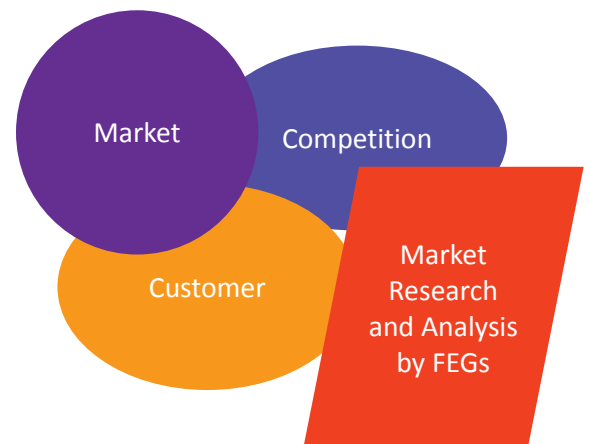 Market
Competition
Customer
Market
Research
and Analysis
by FEGs